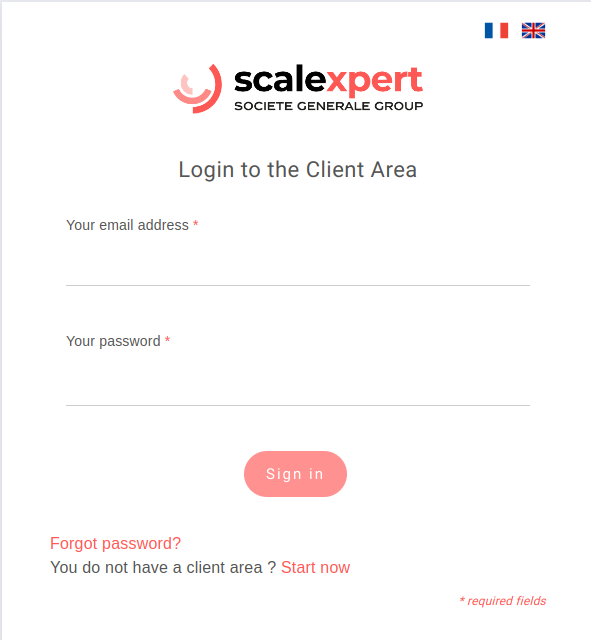 scalexpert
SOCIETE GENERALE GROUP
Login to the Client Area
Your email address *
Your password *
Sign in
Forgot password?
You do not have a client area ? Start now
* required fields